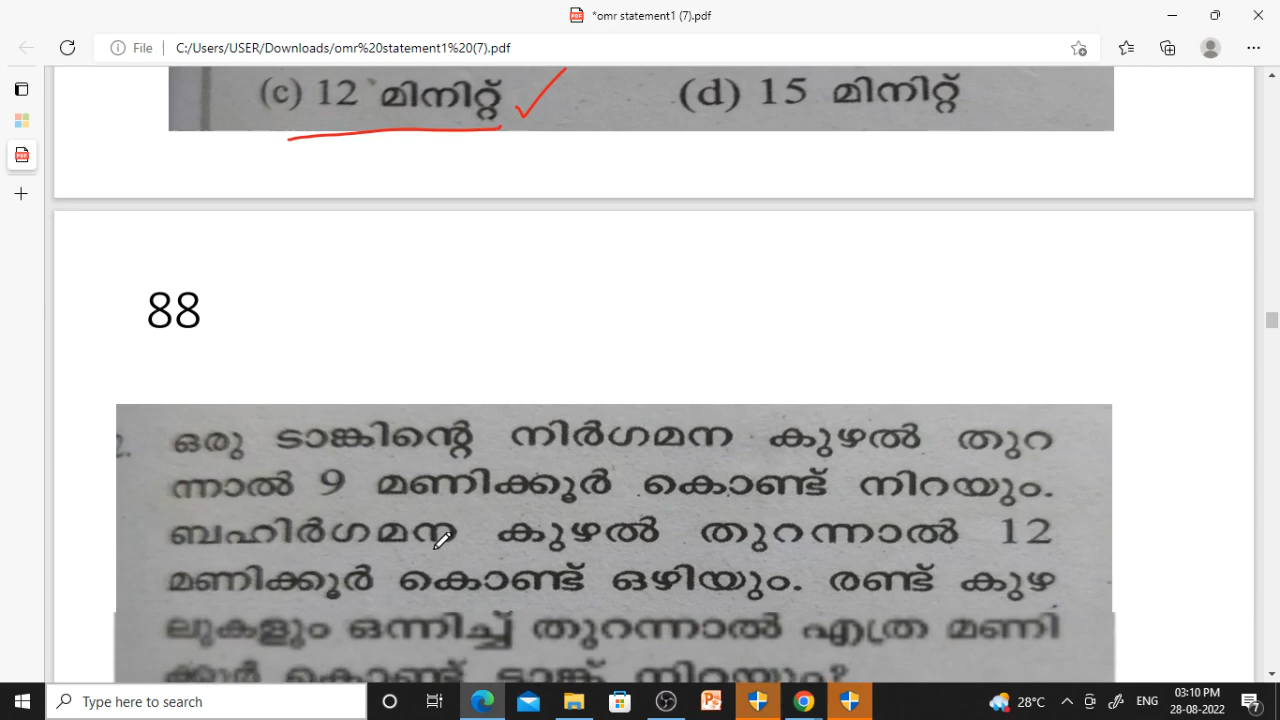 *omr statement1 (7).pdf
File C:/Users/USER/Downloads/omr%20statement1%20(7).pdf
(c) 12 മിനിറ്റ് (d) 15 മിനിറ്റ്
88
ഒരു ടാങ്കിന്റെ നിർഗമന കുഴൽ തുറ
ന്നാൽ 9 മണിക്കൂർ കൊണ്ട് നിറയും.
ബഹിർഗമന കുഴൽ തുറന്നാൽ 12
മണിക്കൂർ കൊണ്ട് ഒഴിയും. രണ്ട് കുഴ
ലുകളും ഒന്നിച്ച് തുറന്നാൽ എത്ര മണി
ക്കൂർ കൊണ്ട് ടാങ്ക് നിറയും?
Type here to search
28°C ENG 03:10 PM
28-08-2022 7